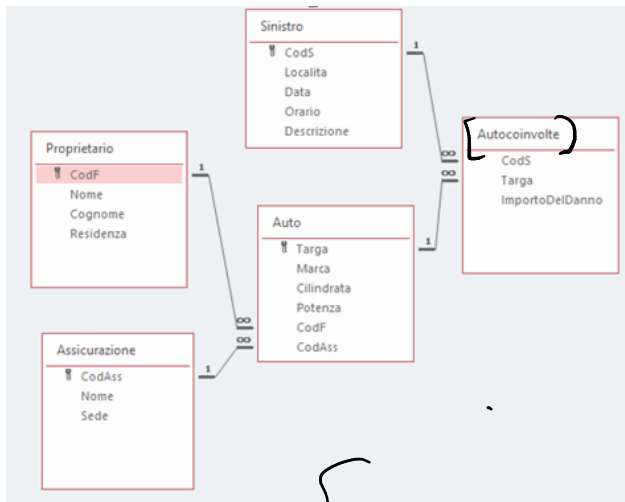 Sinistro
CodS
Localita
Data
Orario
Descrizione
1
Autocoinvolte
CodS
Targa
ImportoDelDanno
∞
∞
Proprietario
CodF
Nome
Cognome
Residenza
1
Auto
Targa
Marca
Cilindrata
Potenza
CodF
CodAss
1
∞
∞
Assicurazione
CodAss
Nome
Sede
1